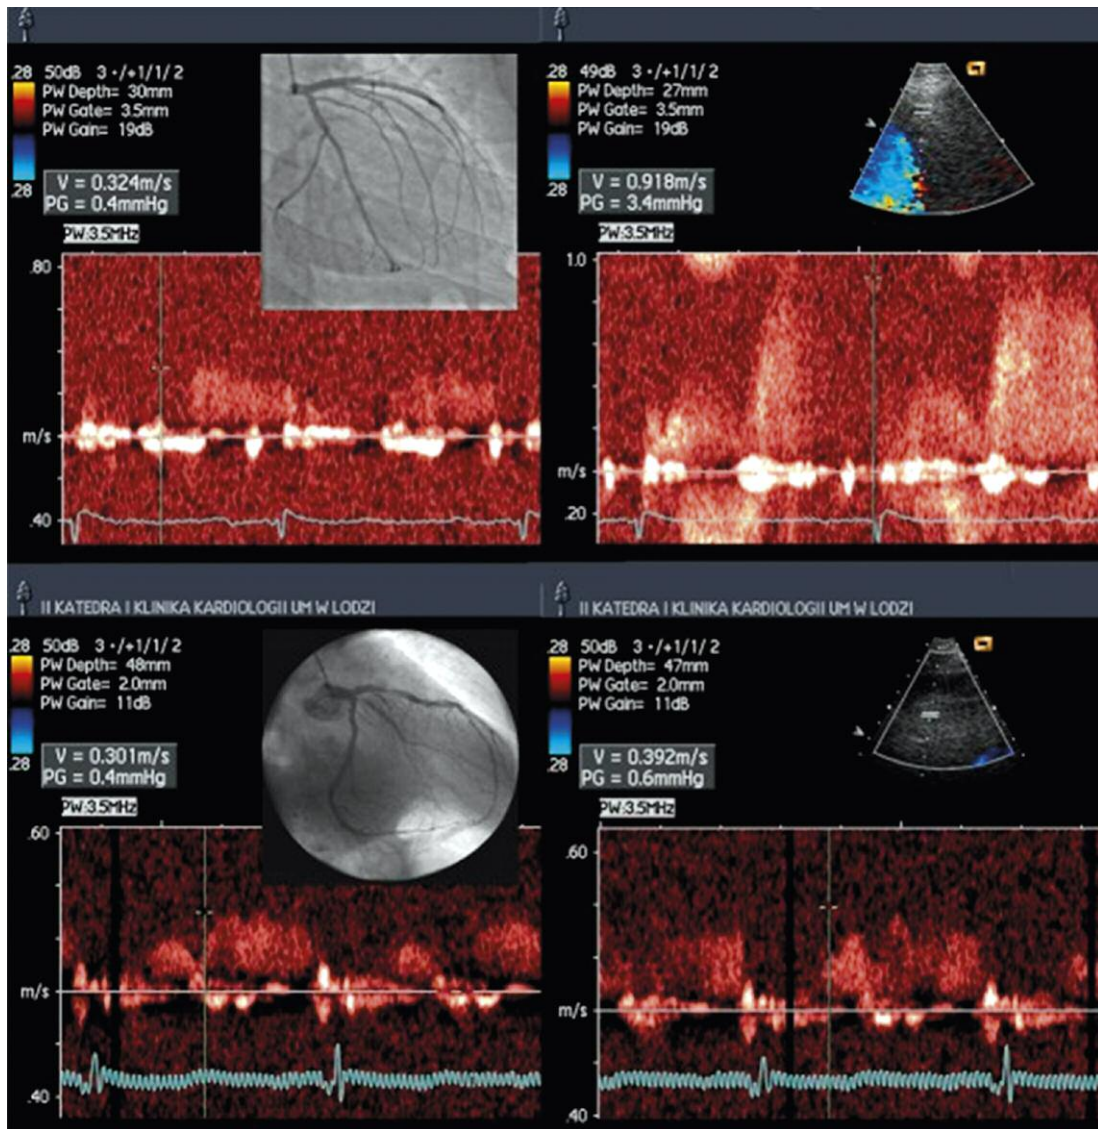 .28 50dB 3 •/+1/1/ 2
PW Depth= 30mm
PW Gate= 3.5mm
PW Gain= 19dB
.28
V = 0.324m/s
PG = 0.4mmHg
PW:3.5MHz
.80
m/s
.40
.28 49dB 3 •/+1/1/ 2
PW Depth= 27mm
PW Gate= 3.5mm
PW Gain= 19dB
.28
V = 0.918m/s
PG = 3.4mmHg
PW:3.5MHz
1.0
m/s
.20
II KATEDRA I KLINIKA KARDIOLOGII UM W LODZI
.28 50dB 3 •/+1/1/ 2
PW Depth= 48mm
PW Gate= 2.0mm
PW Gain= 11dB
.28
V = 0.301m/s
PG = 0.4mmHg
PW:3.5MHz
.60
m/s
.40
II KATEDRA I KLINIKA KARDIOLOGII UM W LODZI
.28 50dB 3 •/+1/1/ 2
PW Depth= 47mm
PW Gate= 2.0mm
PW Gain= 11dB
.28
V = 0.392m/s
PG = 0.6mmHg
PW:3.5MHz
.60
m/s
.40